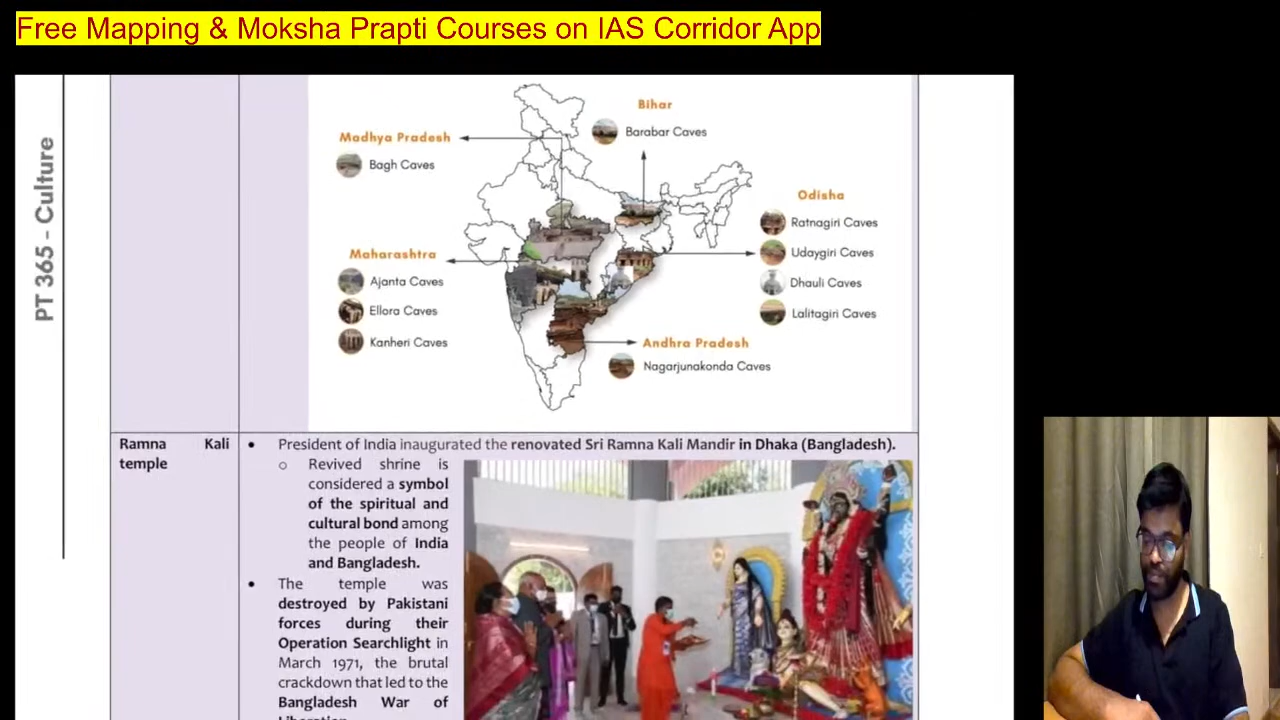 Free Mapping & Moksha Prapti Courses on IAS Corridor App
PT 365 - Culture
Bihar
Barabar Caves
Madhya Pradesh
Bagh Caves
Odisha
Ratnagiri Caves
Udaygiri Caves
Dhauli Caves
Lalitagiri Caves
Maharashtra
Ajanta Caves
Ellora Caves
Kanheri Caves
Andhra Pradesh
Nagarjunakonda Caves
Ramna Kali
temple
• President of India inaugurated the renovated Sri Ramna Kali Mandir in Dhaka (Bangladesh).
o Revived shrine is
considered a symbol
of the spiritual and
cultural bond among
the people of India
and Bangladesh.
• The temple was
destroyed by Pakistani
forces during their
Operation Searchlight in
March 1971, the brutal
crackdown that led to the
Bangladesh War of
Liberation.